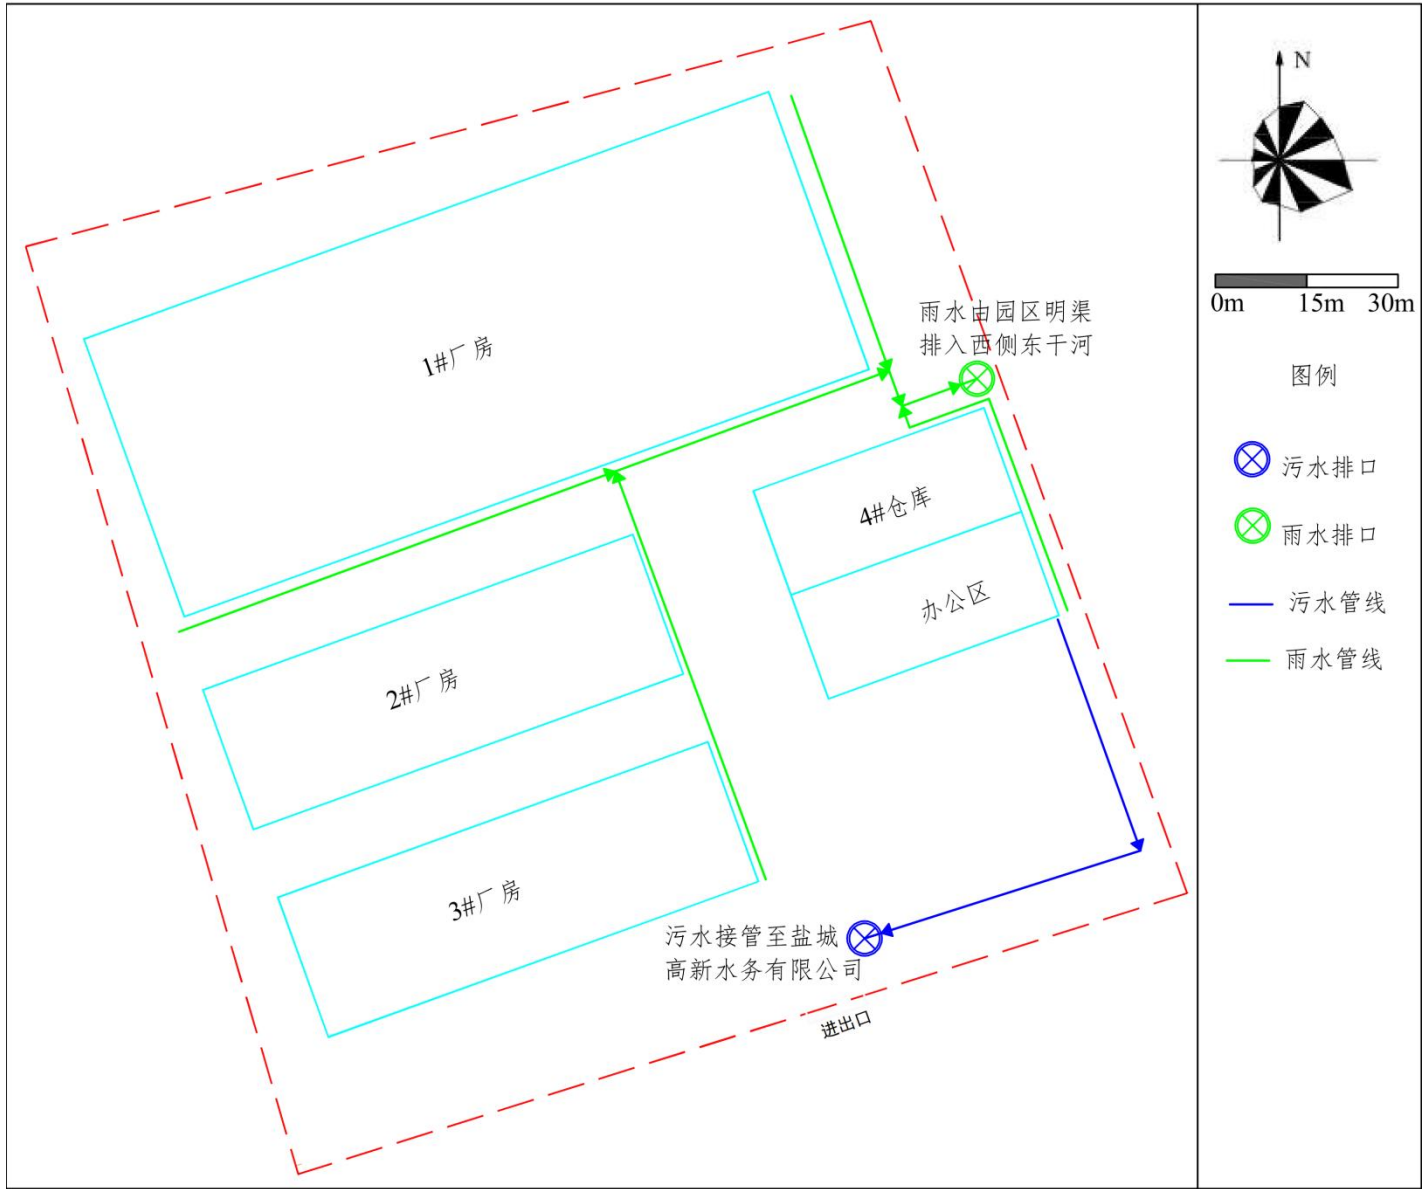 N
0m 15m 30m
雨水由园区明渠
排入西侧东干河
1#厂房
图例
污水排口
4#仓库
雨水排口
办公区
污水管线
雨水管线
2#厂房
3#厂房
污水接管至盐城
高新水务有限公司
进出口